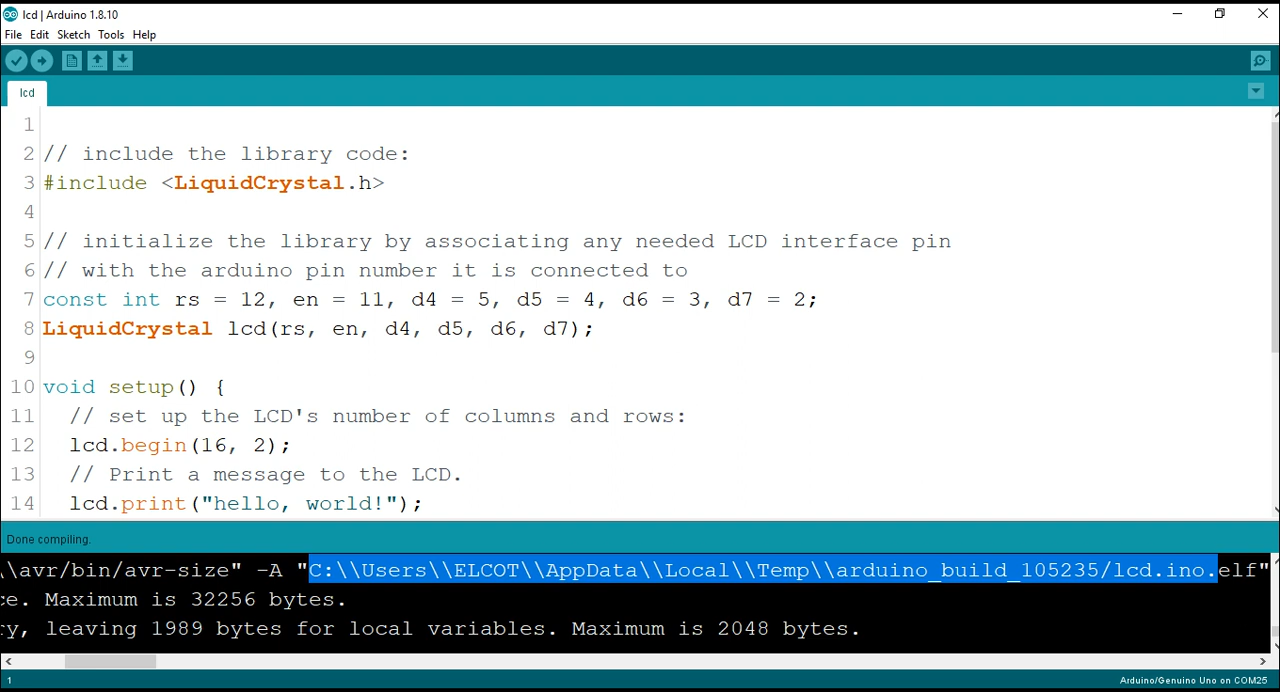 lcd | Arduino 1.8.10
File Edit Sketch Tools Help
lcd
1
2 // include the library code:
3 #include <LiquidCrystal.h>
4
5 // initialize the library by associating any needed LCD interface pin
6 // with the arduino pin number it is connected to
7 const int rs = 12, en = 11, d4 = 5, d5 = 4, d6 = 3, d7 = 2;
8 LiquidCrystal lcd(rs, en, d4, d5, d6, d7);
9
10 void setup() {
11   // set up the LCD's number of columns and rows:
12   lcd.begin(16, 2);
13   // Print a message to the LCD.
14   lcd.print("hello, world!");
Done compiling.
\\avr/bin/avr-size" -A "C:\\Users\\ELCOT\\AppData\\Local\\Temp\\arduino_build_105235/lcd.ino.elf"
ce. Maximum is 32256 bytes.
ry, leaving 1989 bytes for local variables. Maximum is 2048 bytes.
1 Arduino/Genuino Uno on COM25